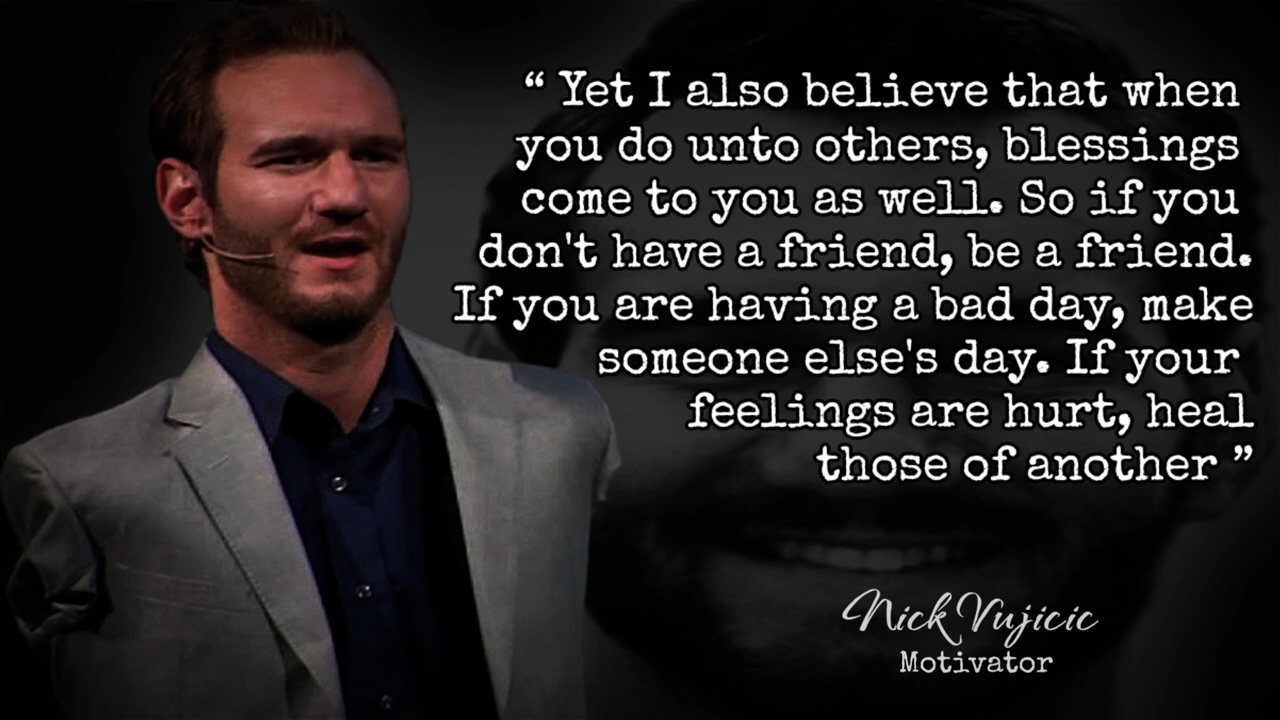 “ Yet I also believe that when
you do unto others, blessings
come to you as well. So if you
don't have a friend, be a friend.
If you are having a bad day, make
someone else's day. If your
feelings are hurt, heal
those of another ”
Nick Vujicic
Motivator